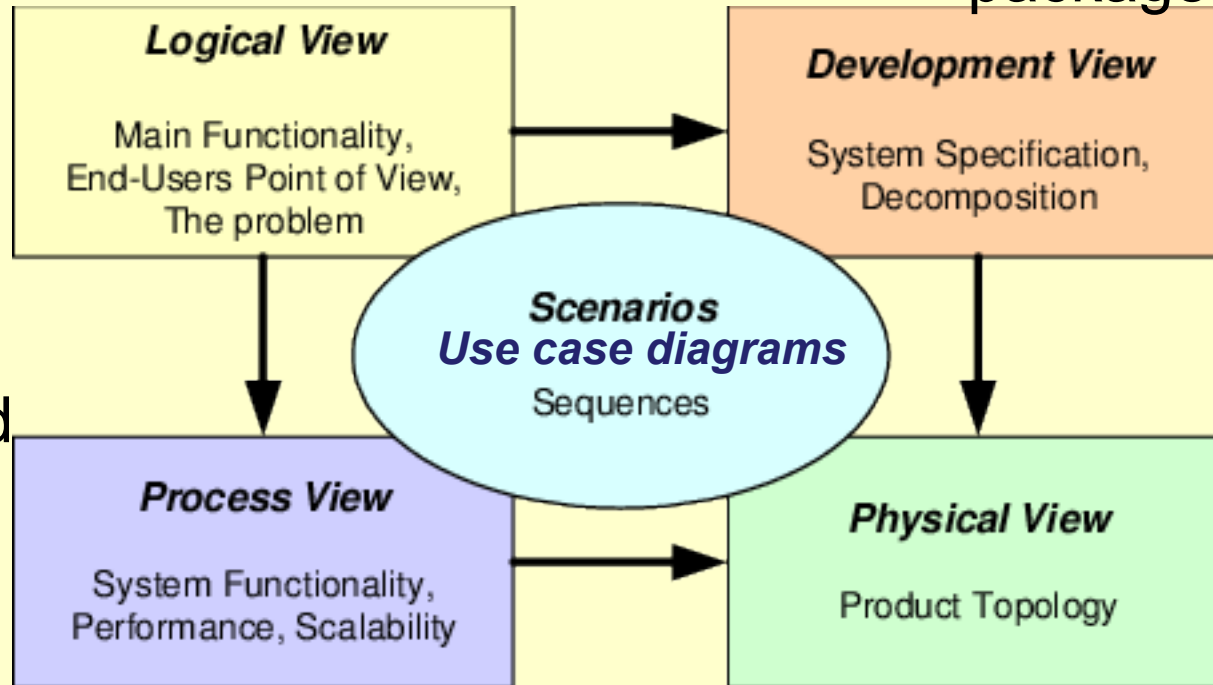 package
Logical View
Main Functionality,
End-Users Point of View,
The problem
Development View
System Specification,
Decomposition
Scenarios
Use case diagrams
Sequences
d
Process View
System Functionality,
Performance, Scalability
Physical View
Product Topology